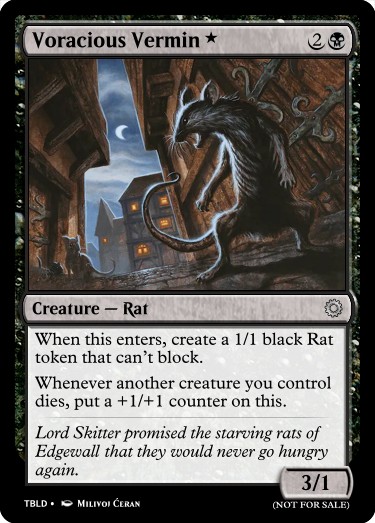 Voracious Vermin ★ 2
Creature — Rat
When this enters, create a 1/1 black Rat
token that can't block.
Whenever another creature you control
dies, put a +1/+1 counter on this.
Lord Skitter promised the starving rats of
Edgewall that they would never go hungry
again.
3/1
TBLD • Milivoj Ćeran
(NOT FOR SALE)